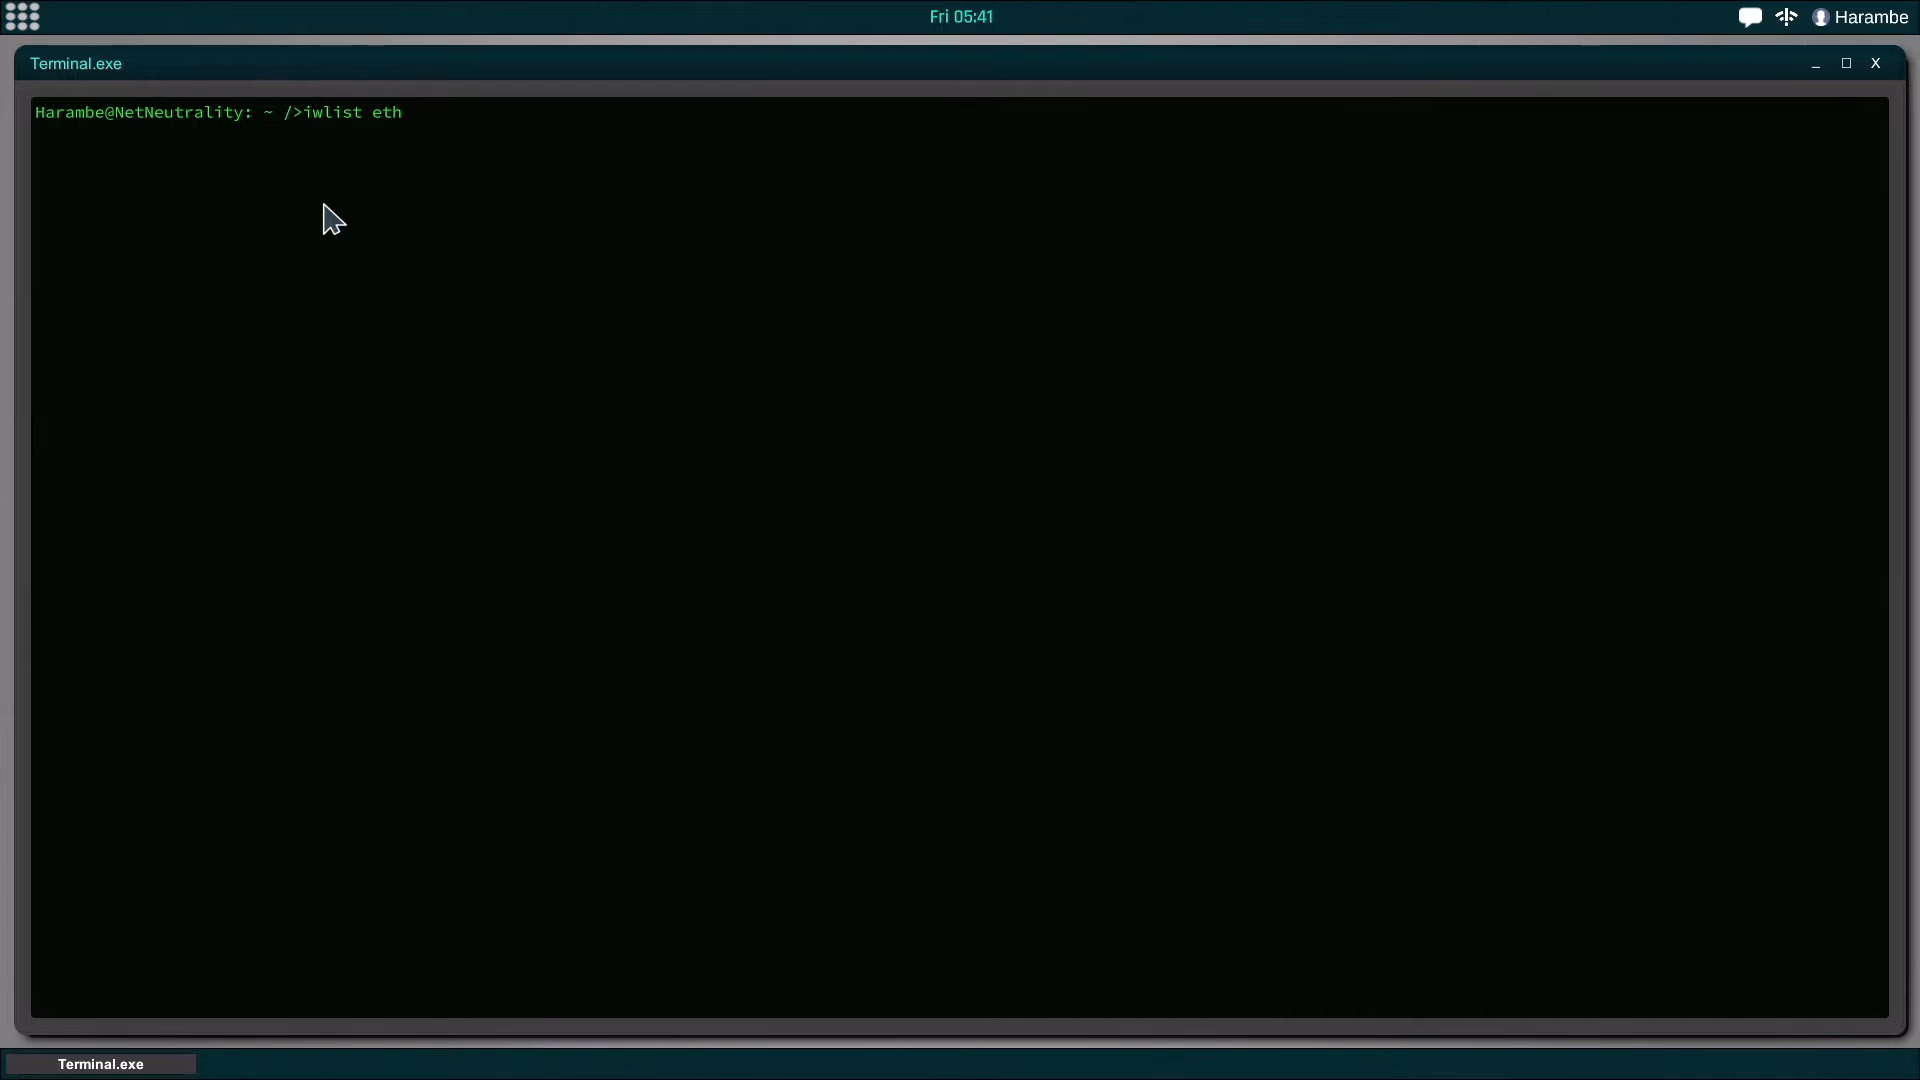 Fri 05:41
Harambe
Terminal.exe
_ □ X
Harambe@NetNeutrality: ~ />iwlist eth
Terminal.exe